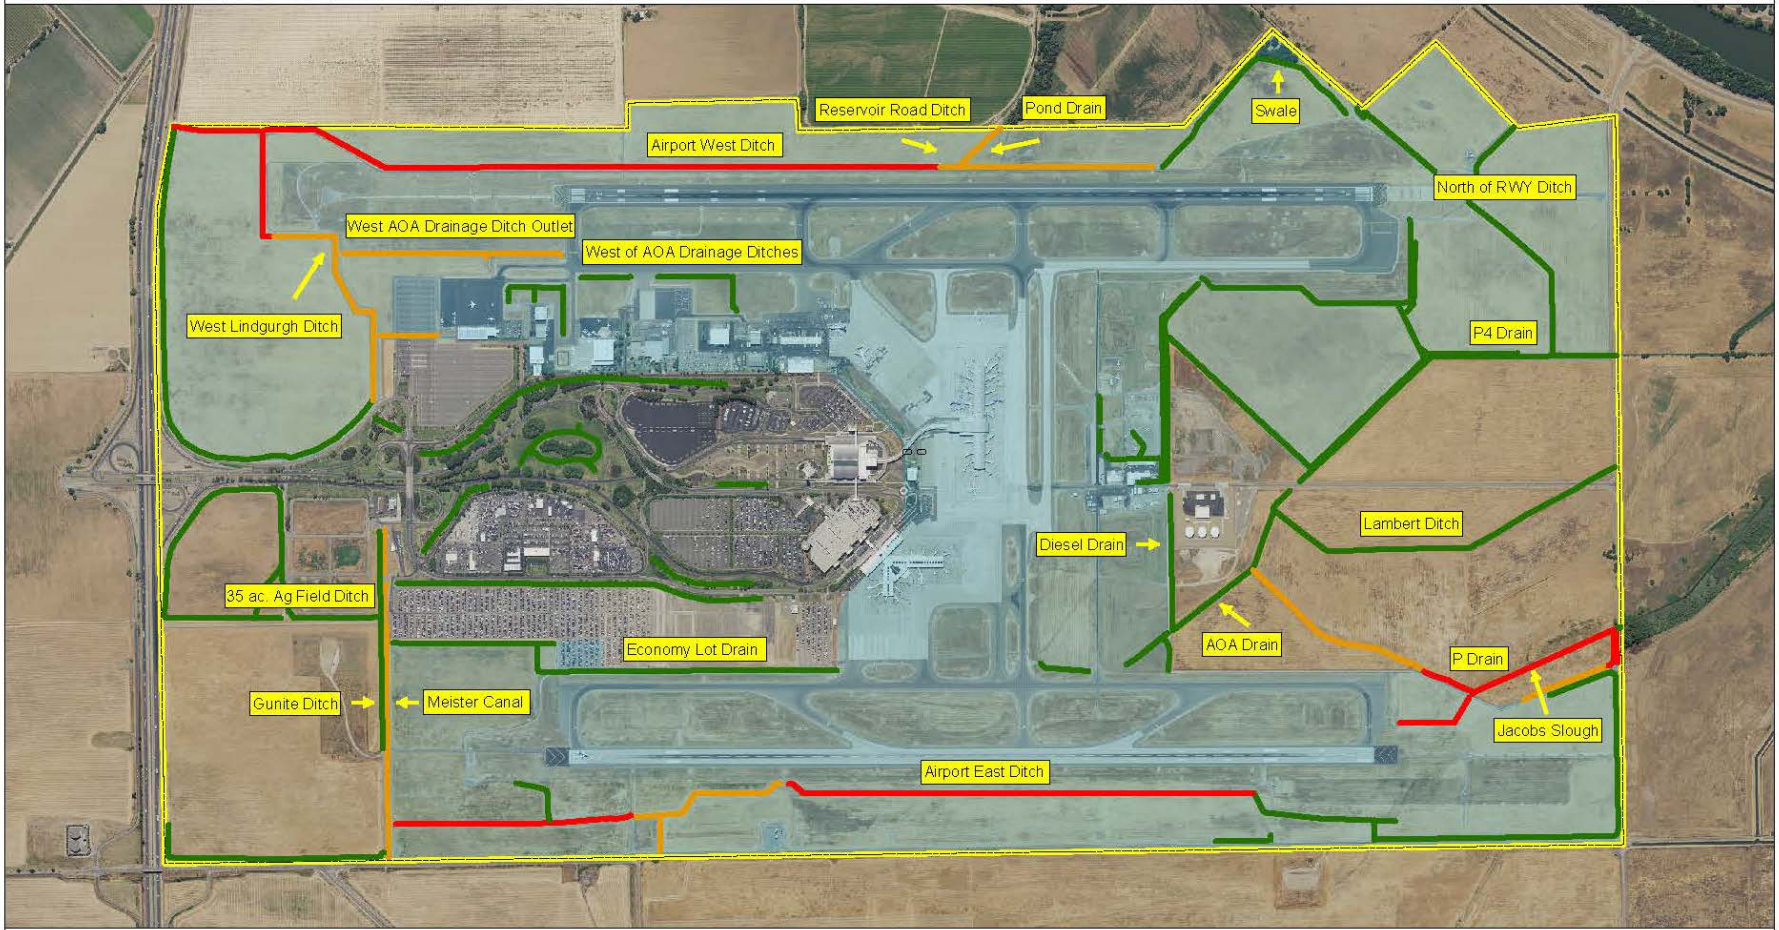 Reservoir Road Ditch
Pond Drain
Swale
Airport West Ditch
North of RWY Ditch
West AOA Drainage Ditch Outlet
West of AOA Drainage Ditches
West Lindgurgh Ditch
P4 Drain
Lambert Ditch
Diesel Drain
35 ac. Ag Field Ditch
AOA Drain
Economy Lot Drain
P Drain
Gunite Ditch
Meister Canal
Jacobs Slough
Airport East Ditch